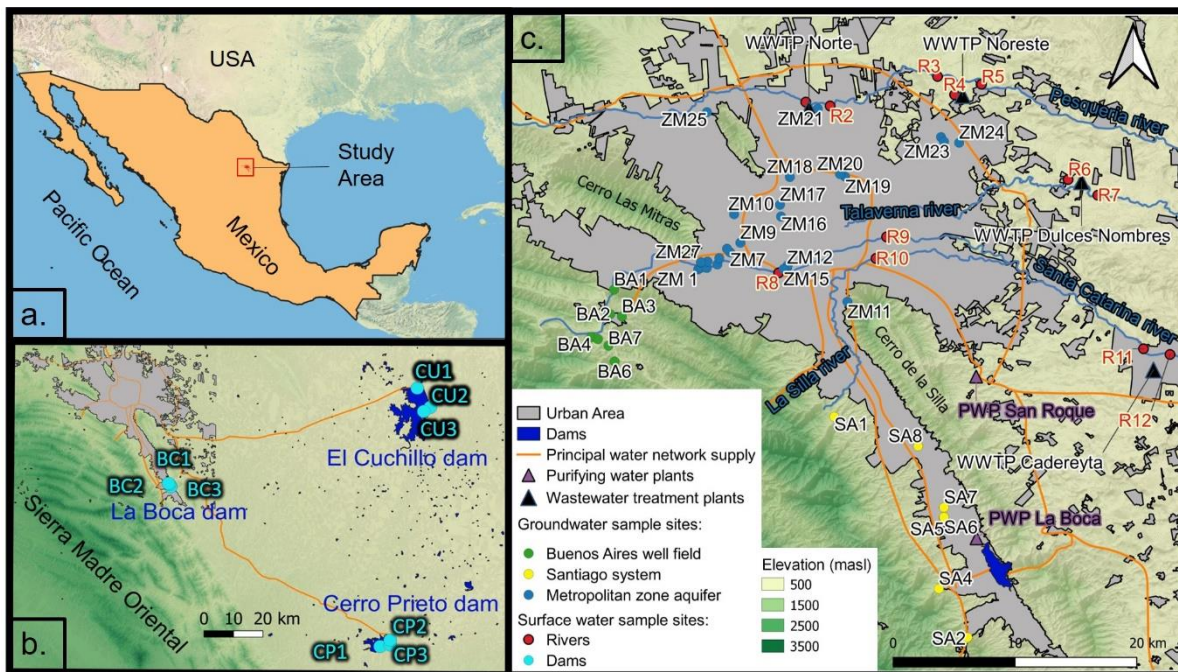 USA
Study
Area
Mexico
Pacific Ocean
a.
CU1
CU2
CU3
El Cuchillo dam
BC1
BC2
BC3
La Boca dam
Sierra Madre Oriental
0 10 20 km
Cerro Prieto dam
CP1
CP2
CP3
b.
c.
WWTP Norte
WWTP Noreste
R3
R4
R5
Pesqueria river
ZM25
ZM21
R2
ZM24
ZM23
ZM18
ZM20
ZM19
R6
R7
Cerro Las Mitras
ZM17
ZM10
ZM16
Talaverna river
ZM9
R9
WWTP Dulces Nombres
ZM27
ZM7
ZM12
R10
ZM 1
R8
ZM15
Santa Catarina river
BA1
BA3
BA2
ZM11
BA4
BA7
BA6
Cerro de la Silla
La Silla river
R11
PWP San Roque
R12
SA1
SA8
WWTP Cadereyta
SA7
SA5
SA6
PWP La Boca
SA4
SA2
Urban Area
Dams
Principal water network supply
Purifying water plants
Wastewater treatment plants
Groundwater sample sites:
Buenos Aires well field
Santiago system
Metropolitan zone aquifer
Surface water sample sites:
Rivers
Dams
Elevation (masl)
500
1500
2500
3500
0 10 20 km